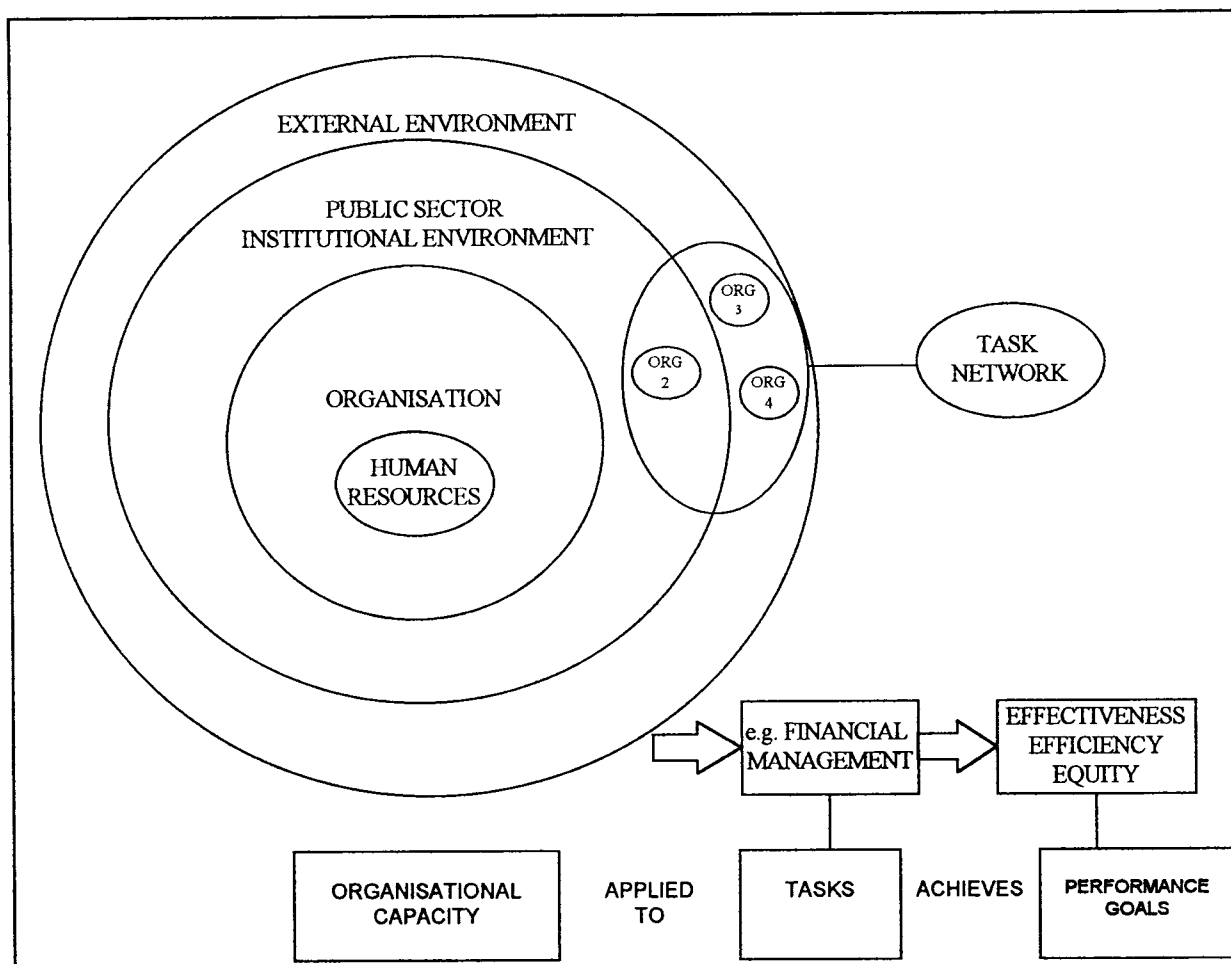 EXTERNAL ENVIRONMENT
PUBLIC SECTOR
INSTITUTIONAL ENVIRONMENT
ORG
3
ORG
2
ORG
4
TASK
NETWORK
ORGANISATION
HUMAN
RESOURCES
e.g. FINANCIAL
MANAGEMENT
EFFECTIVENESS
EFFICIENCY
EQUITY
ORGANISATIONAL
CAPACITY
APPLIED
TO
TASKS
ACHIEVES
PERFORMANCE
GOALS